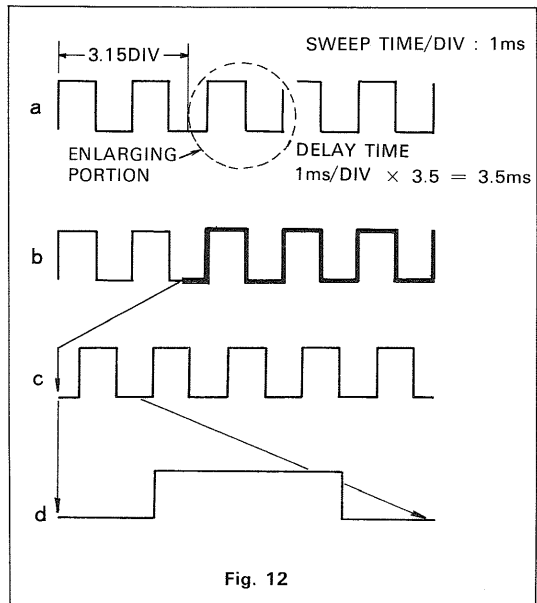 3.15DIV
SWEEP TIME/DIV : 1ms
a
ENLARGING
PORTION
DELAY TIME
1ms/DIV × 3.5 = 3.5ms
b
c
d
Fig. 12